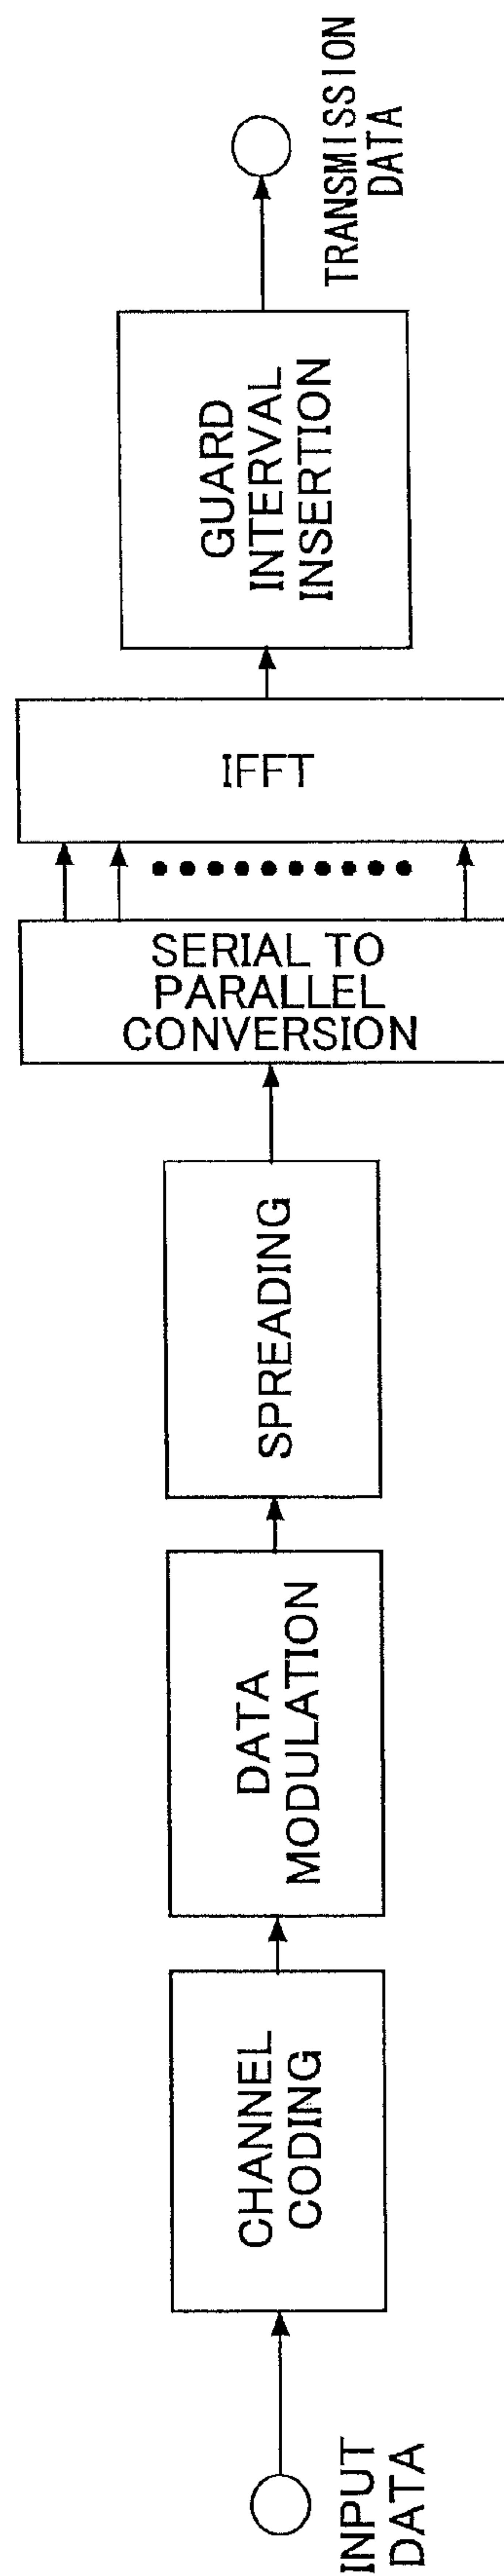 INPUT
DATA
CHANNEL
CODING
DATA
MODULATION
SPREADING
SERIAL TO
PARALLEL
CONVERSION
IFFT
GUARD
INTERVAL
INSERTION
TRANSMISSION
DATA